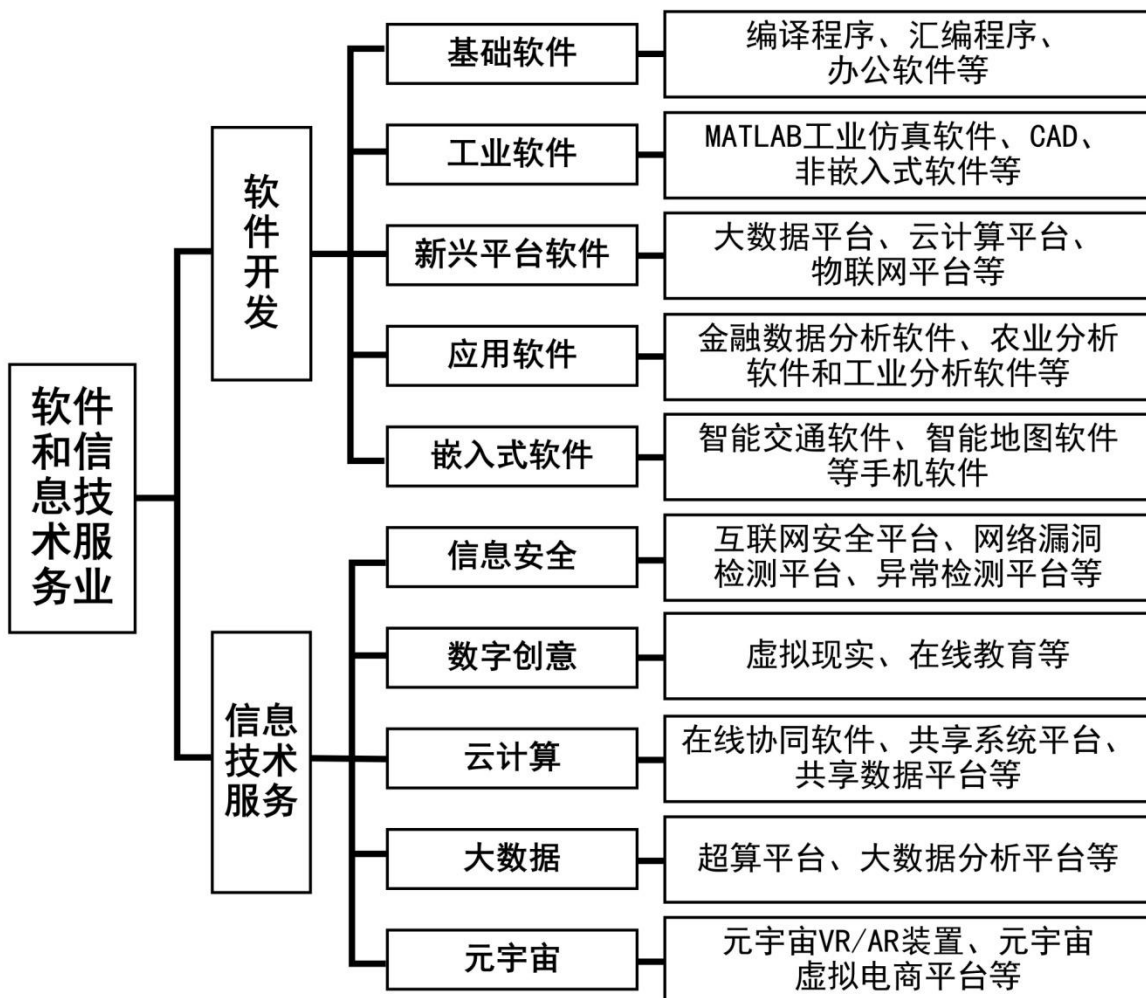 软件
和信
息技
术服
务业
软
件
开
发
基础软件
编译程序、汇编程序、
办公软件等
工业软件
MATLAB工业仿真软件、CAD、
非嵌入式软件等
新兴平台软件
大数据平台、云计算平台、
物联网平台等
应用软件
金融数据分析软件、农业分析
软件和工业分析软件等
嵌入式软件
智能交通软件、智能地图软件
等手机软件
信息
技术
服务
信息安全
互联网安全平台、网络漏洞
检测平台、异常检测平台等
数字创意
虚拟现实、在线教育等
云计算
在线协同软件、共享系统平台、
共享数据平台等
大数据
超算平台、大数据分析平台等
元宇宙
元宇宙VR/AR装置、元宇宙
虚拟电商平台等